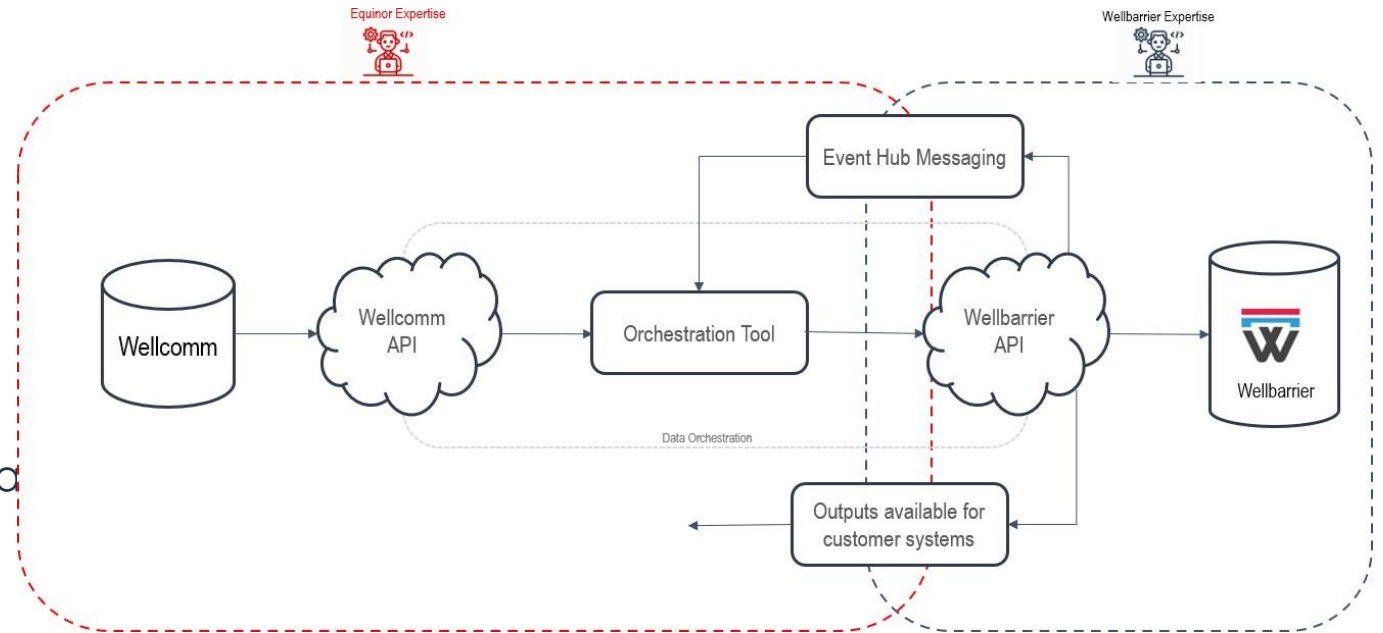 Equinor Expertise
Wellbarrier Expertise
Event Hub Messaging
Wellcomm
Wellcomm
API
Orchestration Tool
Wellbarrier
API
Wellbarrier
Data Orchestration
Outputs available for
customer systems